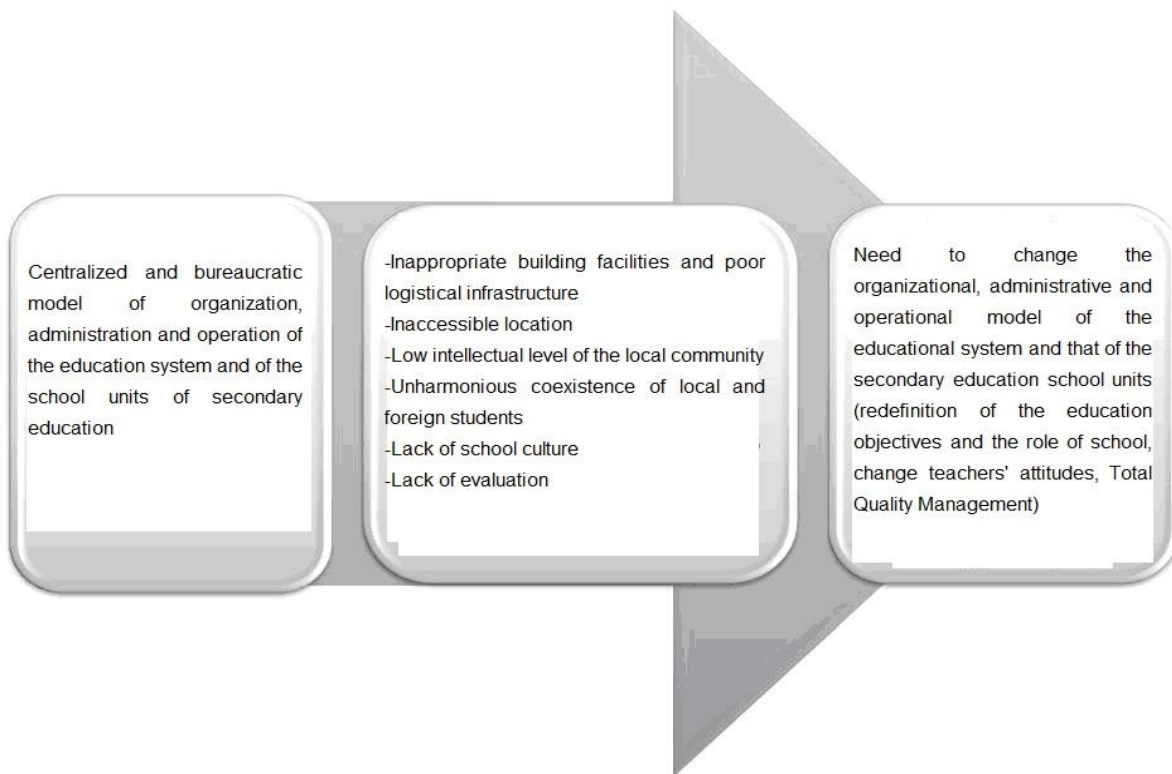 Centralized and bureaucratic
model of organization,
administration and operation of
the education system and of the
school units of secondary
education
-Inappropriate building facilities and poor
logistical infrastructure
-Inaccessible location
-Low intellectual level of the local community
-Unharmonious coexistence of local and
foreign students
-Lack of school culture
-Lack of evaluation
Need to change the
organizational, administrative and
operational model of the
educational system and that of the
secondary education school units
(redefinition of the education
objectives and the role of school,
change teachers' attitudes, Total
Quality Management)